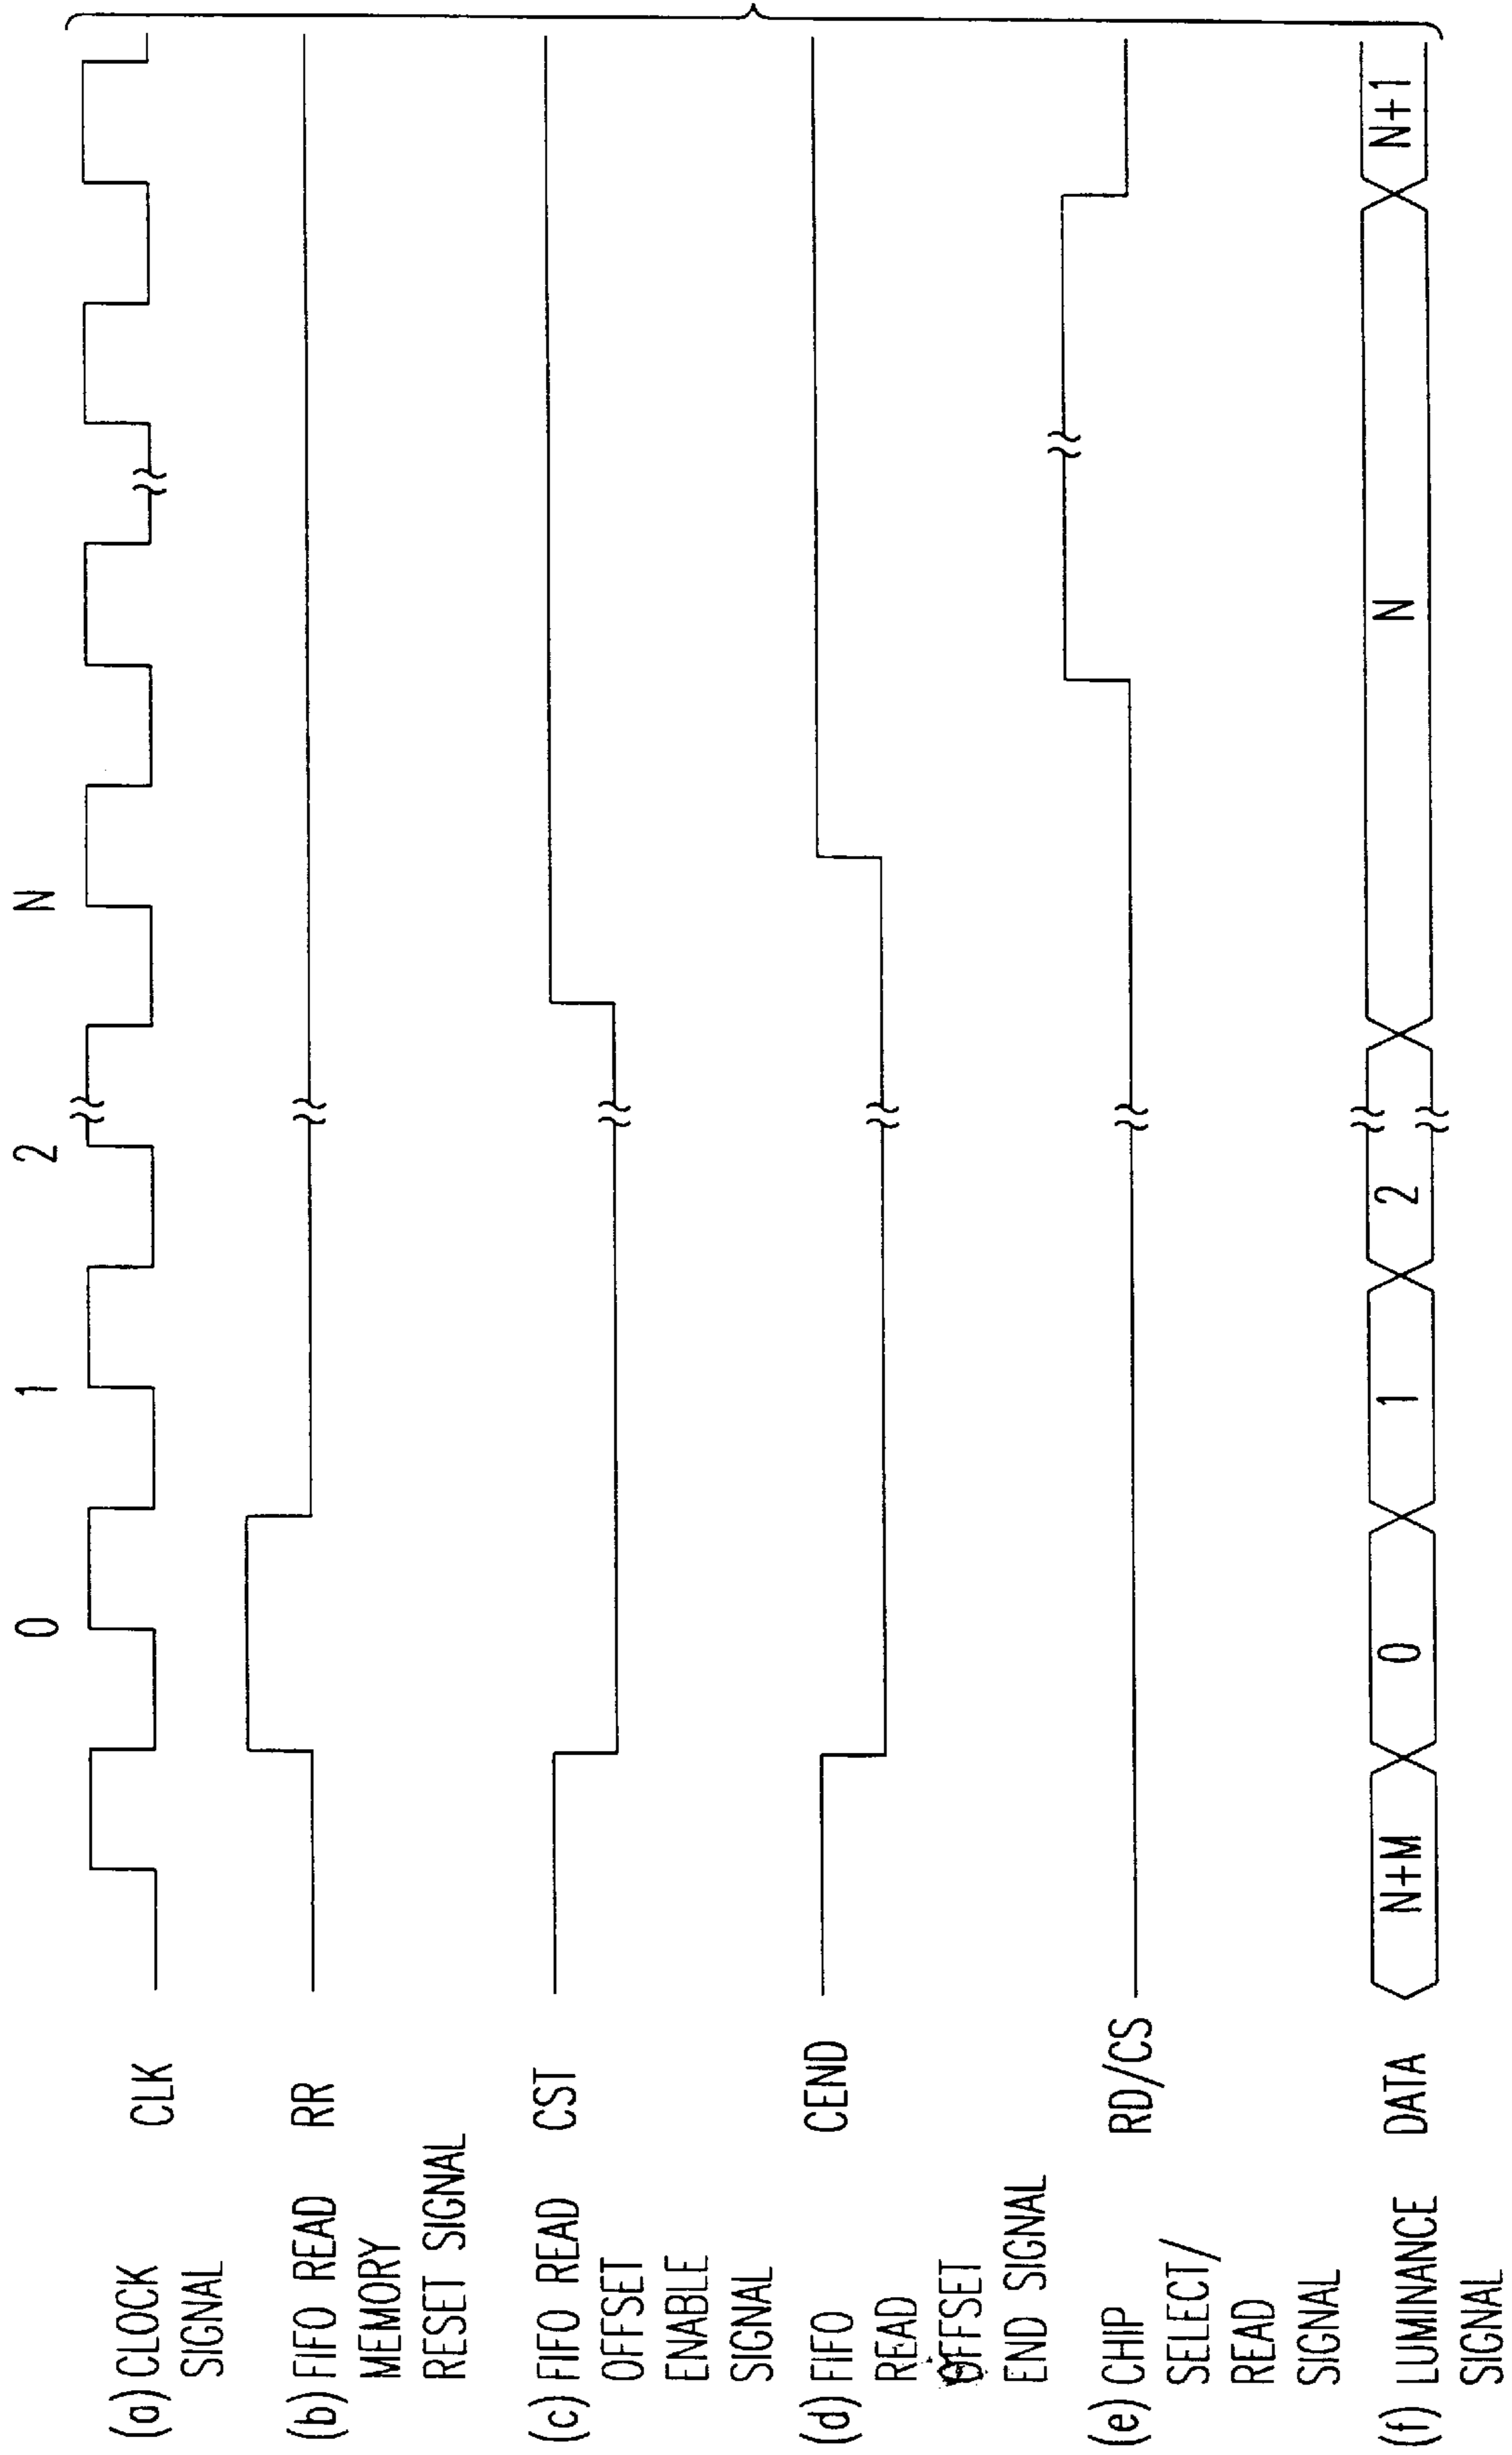 0 1 2 N
(a) CLOCK CLK
SIGNAL
(b) FIFO READ RR
MEMORY
RESET SIGNAL
(c) FIFO READ CST
OFFSET
ENABLE
SIGNAL
(d) FIFO CEND
READ
OFFSET
END SIGNAL
(e) CHIP RD/CS
SELECT/
READ
SIGNAL
(f) LUMINANCE DATA N+M 0 1 2 N N+1
SIGNAL